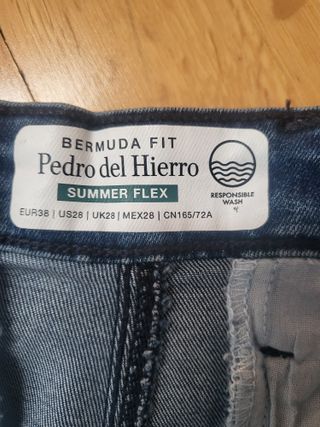 BERMUDA FIT
Pedro del Hierro
SUMMER FLEX
EUR38 | US28 | UK28 | MEX28 | CN165/72A
RESPONSIBLE
WASH